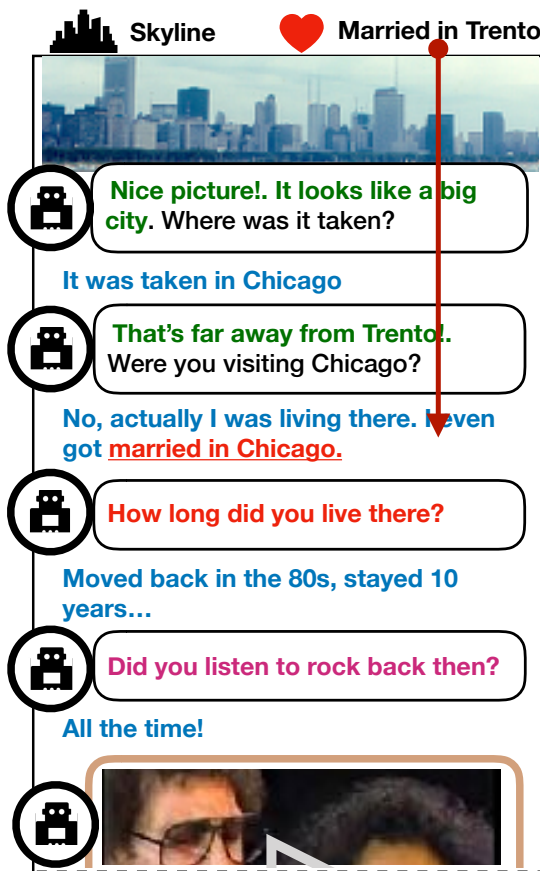 Skyline
Married in Trento
Nice picture!. It looks like a big
city. Where was it taken?
It was taken in Chicago
That's far away from Trento!.
Were you visiting Chicago?
No, actually I was living there. I even
got married in Chicago.
How long did you live there?
Moved back in the 80s, stayed 10
years…
Did you listen to rock back then?
All the time!